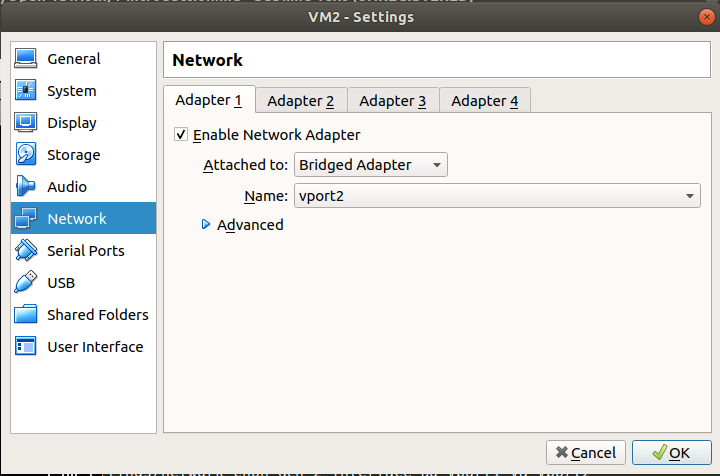 VM2 - Settings
General
System
Display
Storage
Audio
Network
Serial Ports
USB
Shared Folders
User Interface
Network
Adapter 1
Adapter 2
Adapter 3
Adapter 4
Enable Network Adapter
Attached to: Bridged Adapter
Name: vport2
Advanced
Cancel
OK